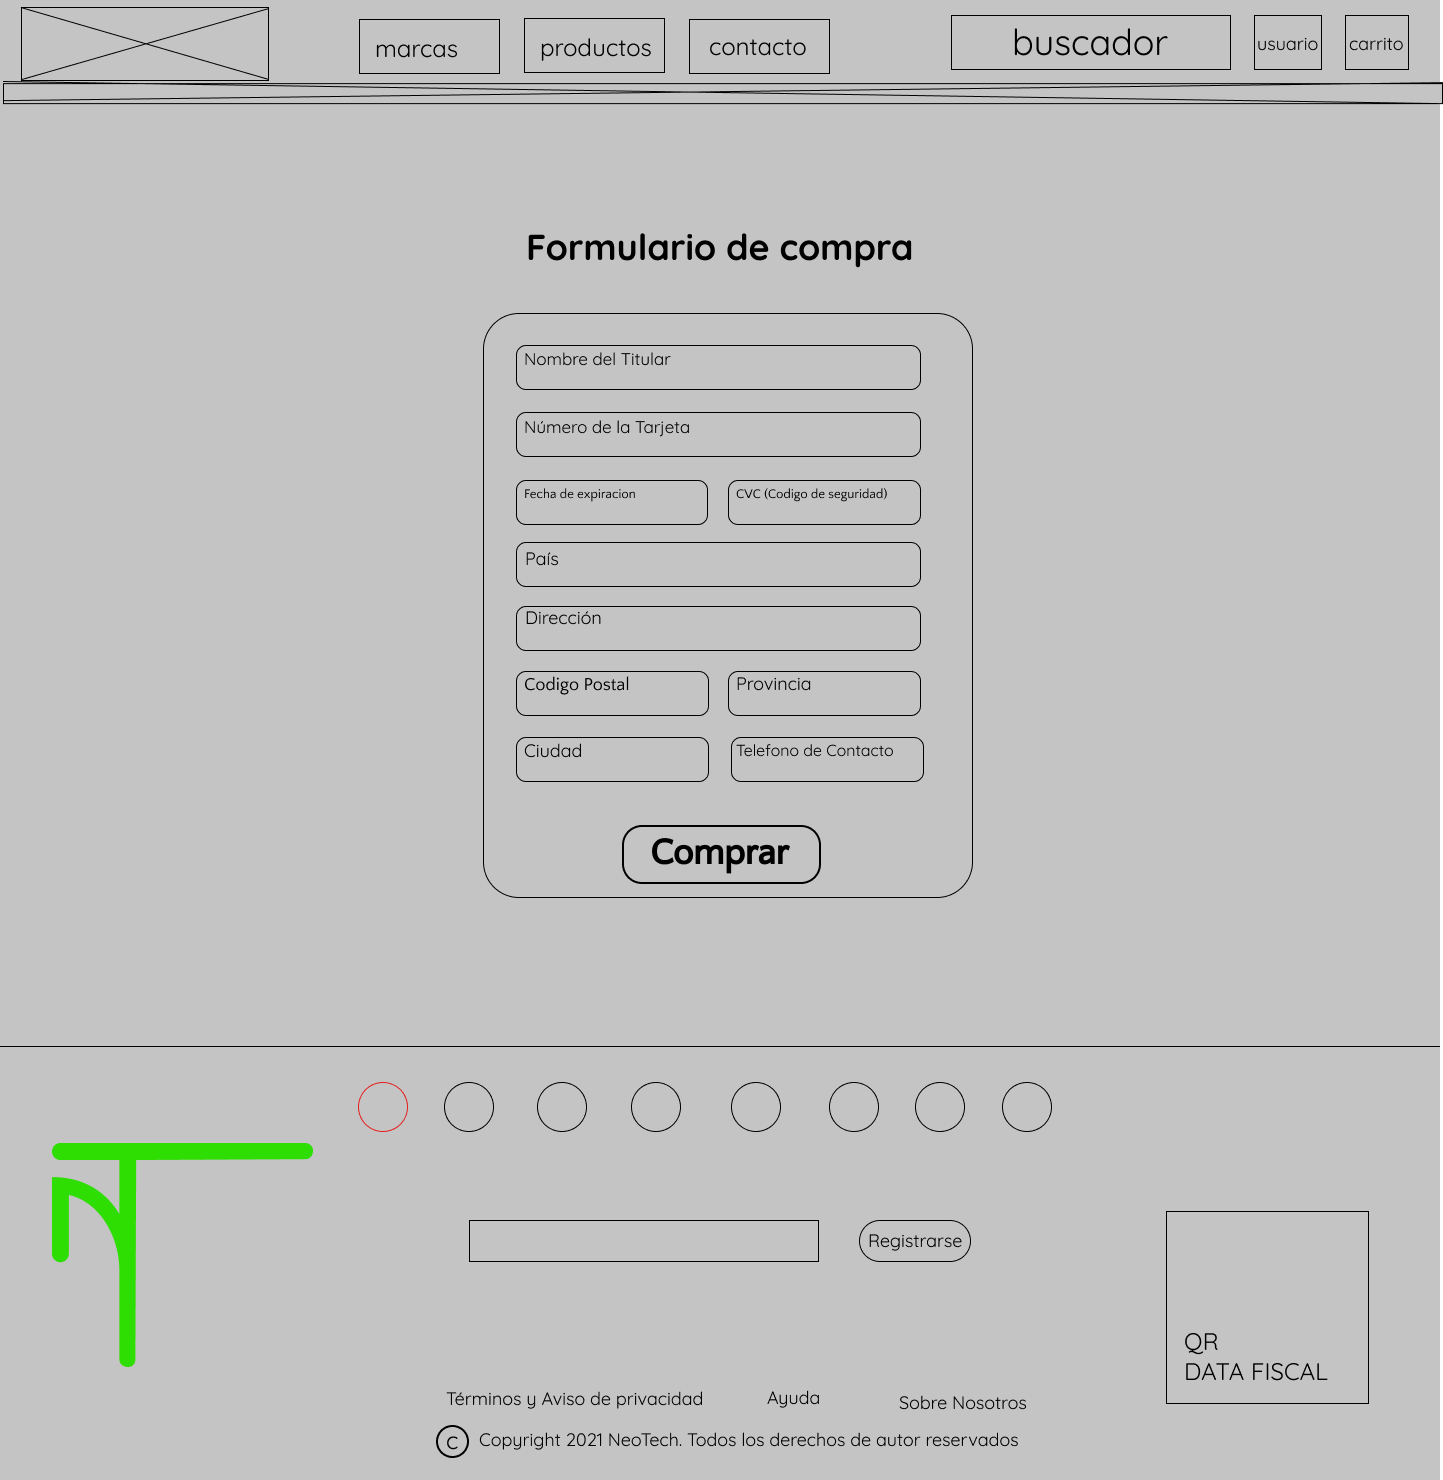 marcas
productos
contacto
buscador
usuario
carrito
Formulario de compra
Nombre del Titular
Número de la Tarjeta
Fecha de expiracion
CVC (Codigo de seguridad)
País
Dirección
Codigo Postal
Provincia
Ciudad
Telefono de Contacto
Comprar
Registrarse
QR
DATA FISCAL
Términos y Aviso de privacidad
Ayuda
Sobre Nosotros
C Copyright 2021 NeoTech. Todos los derechos de autor reservados